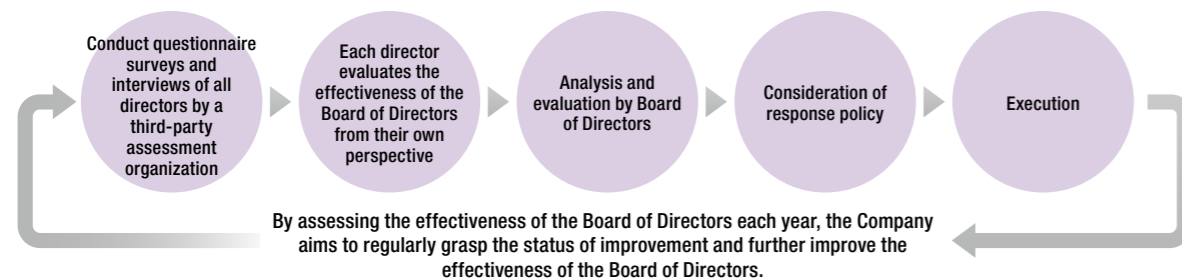 Conduct questionnaire
surveys and
interviews of all
directors by a
third-party
assessment
organization
Each director
evaluates the
effectiveness of the
Board of Directors
from their own
perspective
Analysis and
evaluation by Board
of Directors
Consideration of
response policy
Execution
By assessing the effectiveness of the Board of Directors each year, the Company
aims to regularly grasp the status of improvement and further improve the
effectiveness of the Board of Directors.